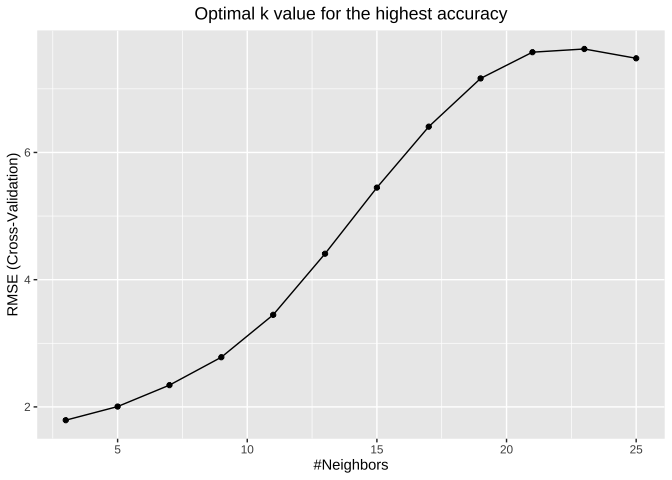 Optimal k value for the highest accuracy
RMSE (Cross-Validation)
6
4
2
5
10
15
20
25
#Neighbors